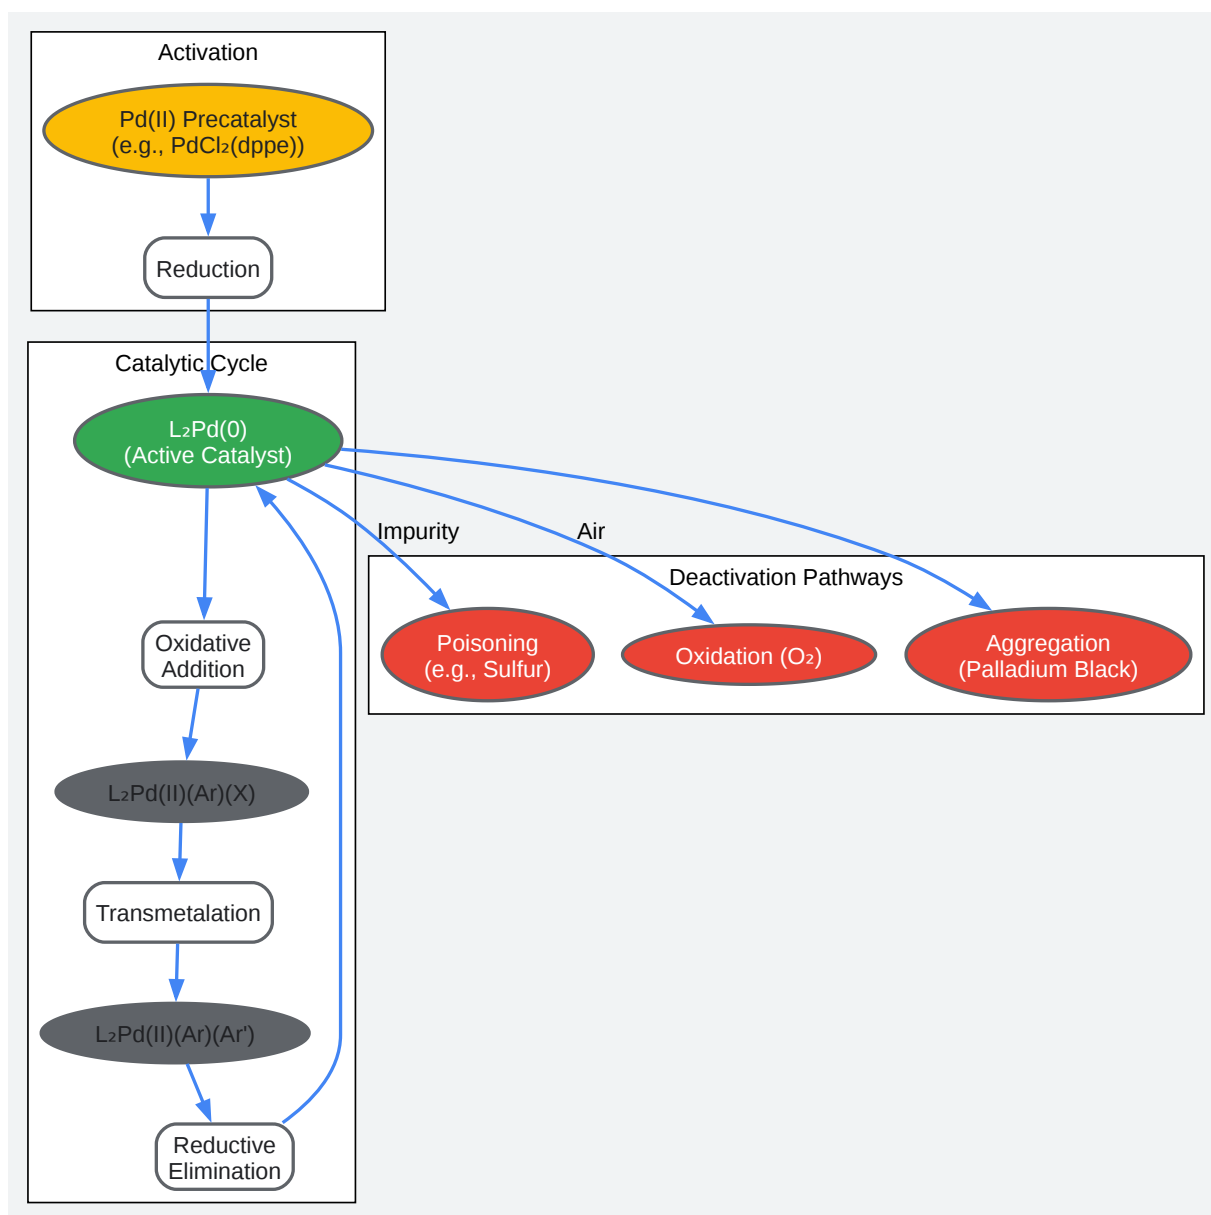 Activation
Pd(II) Precatalyst
(e.g., PdCl₂(dppe))
Reduction
Catalytic Cycle
L₂Pd(0)
(Active Catalyst)
Impurity
Air
Deactivation Pathways
Poisoning
(e.g., Sulfur)
Oxidation (O₂)
Aggregation
(Palladium Black)
Oxidative
Addition
L₂Pd(II)(Ar)(X)
Transmetalation
L₂Pd(II)(Ar)(Ar')
Reductive
Elimination